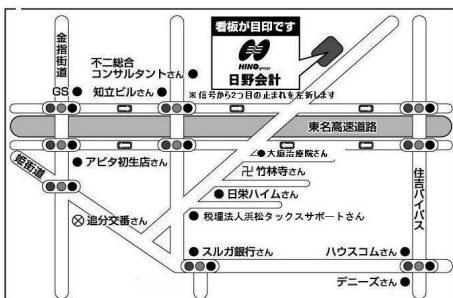 看板が目印です
HINO group
日野会計
※信号から2つ目の止まれを左折します
金指街道
不二総合
コンサルタントさん
GS
知立ビルさん
東名高速道路
大庭治療院さん
卍竹林寺さん
アピタ初生店さん
姫街道
日栄ハイムさん
住吉バイパス
追分交番さん
税理法人浜松タックスサポートさん
スルガ銀行さん
ハウスコムさん
デニーズさん